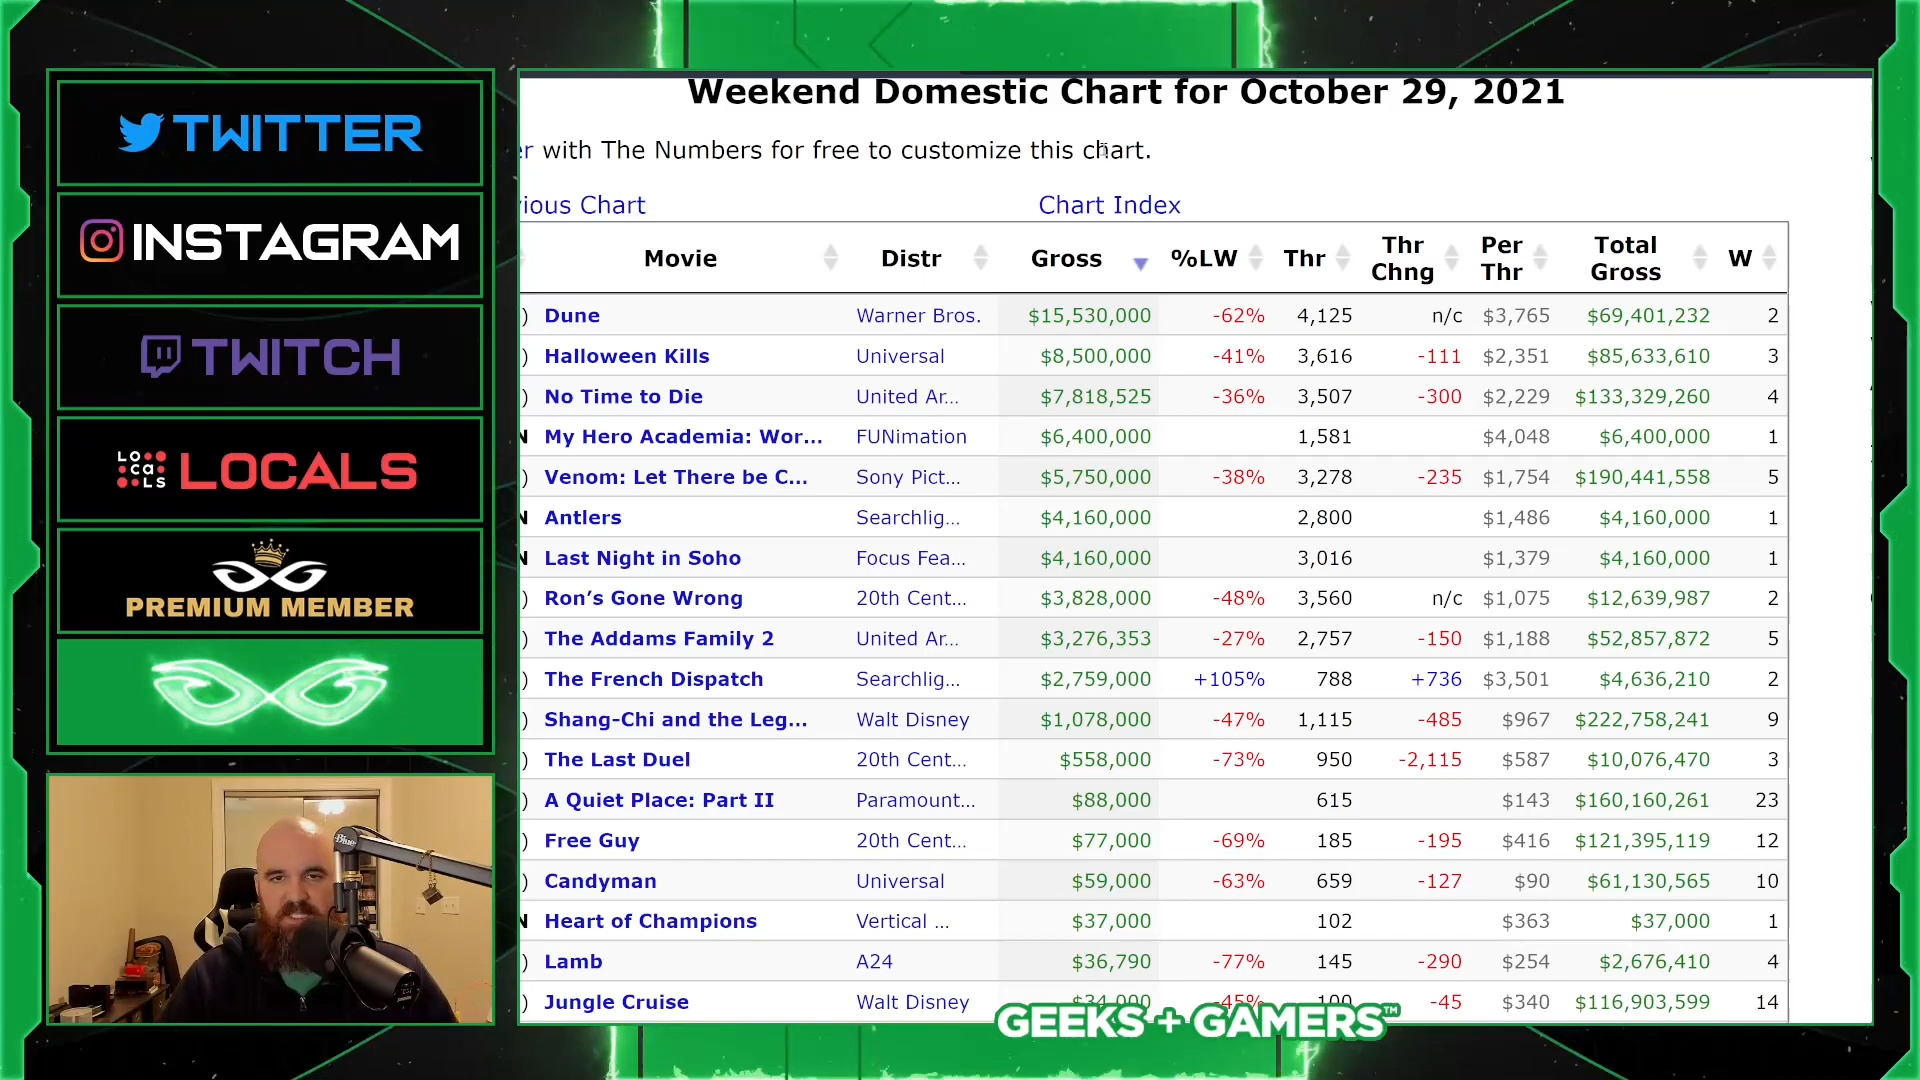 TWITTER
INSTAGRAM
TWITCH
LOCALS
LOCALS
PREMIUM MEMBER
Weekend Domestic Chart for October 29, 2021
er with The Numbers for free to customize this chart.
ious Chart Chart Index
Movie Distr Gross %LW Thr Thr Chng Per Thr Total Gross W
) Dune Warner Bros. $15,530,000 -62% 4,125 n/c $3,765 $69,401,232 2
) Halloween Kills Universal $8,500,000 -41% 3,616 -111 $2,351 $85,633,610 3
) No Time to Die United Ar... $7,818,525 -36% 3,507 -300 $2,229 $133,329,260 4
N My Hero Academia: Wor... FUNimation $6,400,000 1,581 $4,048 $6,400,000 1
) Venom: Let There be C... Sony Pict... $5,750,000 -38% 3,278 -235 $1,754 $190,441,558 5
N Antlers Searchlig... $4,160,000 2,800 $1,486 $4,160,000 1
N Last Night in Soho Focus Fea... $4,160,000 3,016 $1,379 $4,160,000 1
) Ron’s Gone Wrong 20th Cent... $3,828,000 -48% 3,560 n/c $1,075 $12,639,987 2
) The Addams Family 2 United Ar... $3,276,353 -27% 2,757 -150 $1,188 $52,857,872 5
) The French Dispatch Searchlig... $2,759,000 +105% 788 +736 $3,501 $4,636,210 2
) Shang-Chi and the Leg... Walt Disney $1,078,000 -47% 1,115 -485 $967 $222,758,241 9
) The Last Duel 20th Cent... $558,000 -73% 950 -2,115 $587 $10,076,470 3
) A Quiet Place: Part II Paramount... $88,000 615 $143 $160,160,261 23
) Free Guy 20th Cent... $77,000 -69% 185 -195 $416 $121,395,119 12
) Candyman Universal $59,000 -63% 659 -127 $90 $61,130,565 10
N Heart of Champions Vertical ... $37,000 102 $363 $37,000 1
) Lamb A24 $36,790 -77% 145 -290 $254 $2,676,410 4
) Jungle Cruise Walt Disney $34,000 -45% 100 -45 $340 $116,903,599 14
GEEKS + GAMERS™
Blue